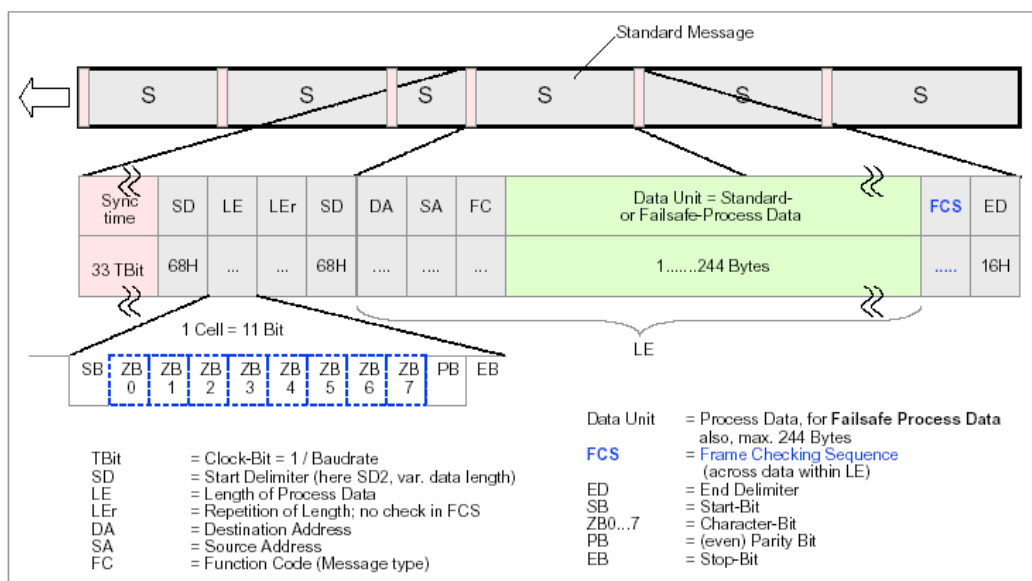 Standard Message
S S S S S S
Sync time SD LE LEr SD DA SA FC Data Unit = Standard- or Failsafe-Process Data FCS ED
33 TBit 68H ... ... 68H .... .... ... 1.......244 Bytes ..... 16H
1 Cell = 11 Bit
LE
SB ZB 0 ZB 1 ZB 2 ZB 3 ZB 4 ZB 5 ZB 6 ZB 7 PB EB
TBit = Clock-Bit = 1 / Baudrate
SD = Start Delimiter (here SD2, var. data length)
LE = Length of Process Data
LEr = Repetition of Length; no check in FCS
DA = Destination Address
SA = Source Address
FC = Function Code (Message type)
Data Unit = Process Data, for Failsafe Process Data
also, max. 244 Bytes
FCS = Frame Checking Sequence
(across data within LE)
ED = End Delimiter
SB = Start-Bit
ZB0...7 = Character-Bit
PB = (even) Parity Bit
EB = Stop-Bit